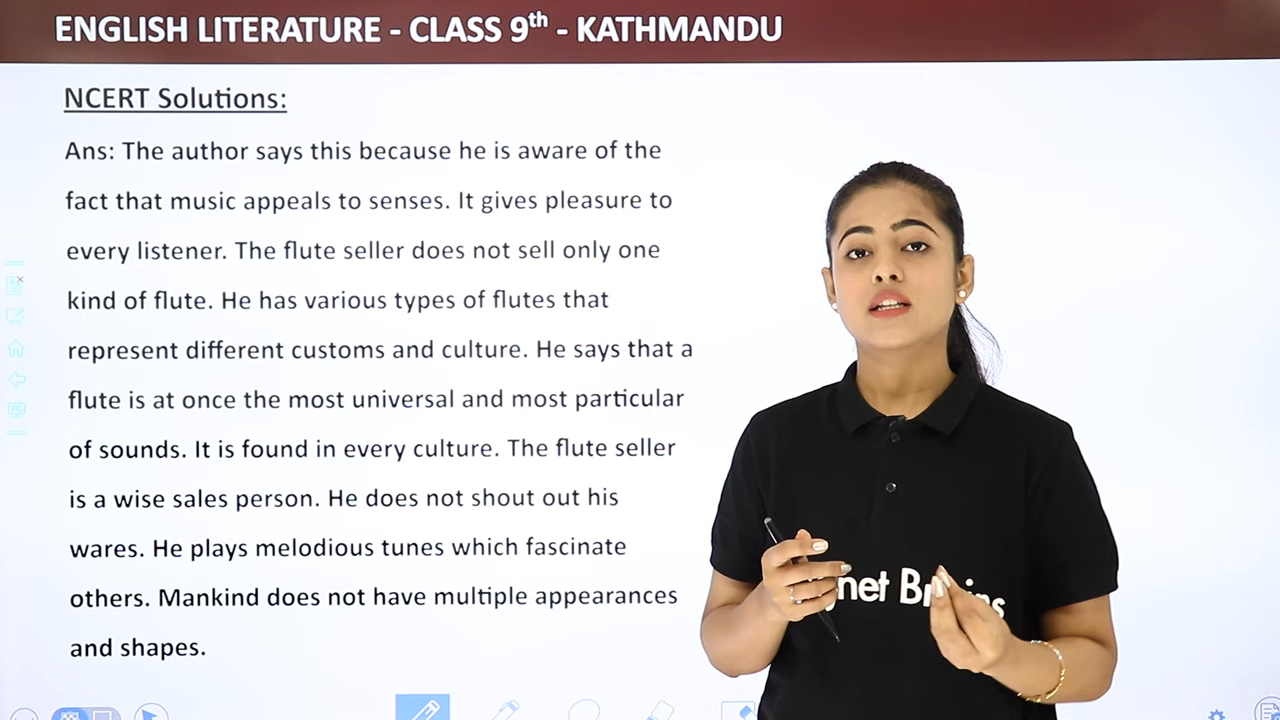 ENGLISH LITERATURE - CLASS 9th - KATHMANDU
NCERT Solutions:
Ans: The author says this because he is aware of the
fact that music appeals to senses. It gives pleasure to
every listener. The flute seller does not sell only one
kind of flute. He has various types of flutes that
represent different customs and culture. He says that a
flute is at once the most universal and most particular
of sounds. It is found in every culture. The flute seller
is a wise sales person. He does not shout out his
wares. He plays melodious tunes which fascinate
others. Mankind does not have multiple appearances
and shapes.